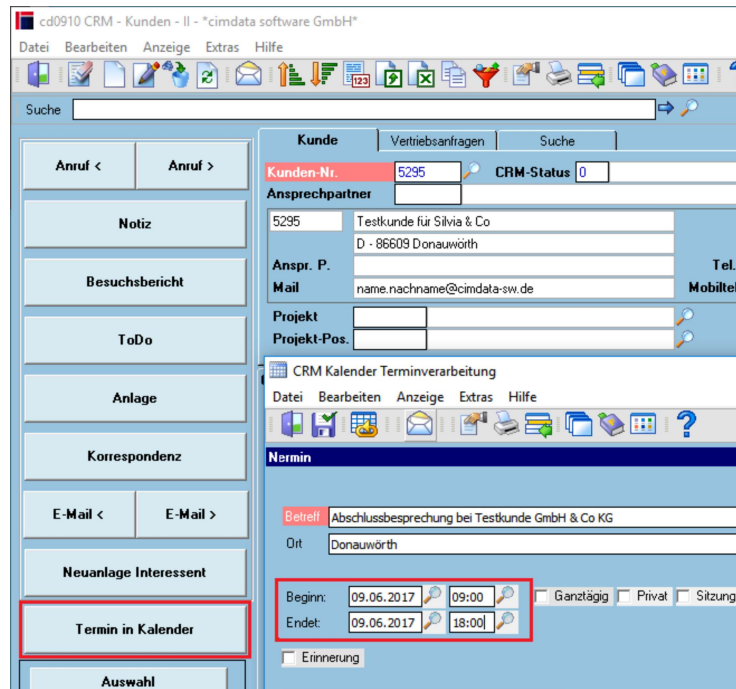 cd0910 CRM - Kunden - II - *cimdata software GmbH*
Datei Bearbeiten Anzeige Extras Hilfe
123
Suche
Anruf < Anruf >
Notiz
Besuchsbericht
ToDo
Anlage
Korrespondenz
E-Mail < E-Mail >
Neuanlage Interessent
Termin in Kalender
Auswahl
Kunde Vertriebsanfragen Suche
Kunden-Nr. 5295 CRM-Status 0
Ansprechpartner
5295 Testkunde für Silvia & Co
D - 86609 Donauwörth
Anspr. P. Tel.
Mail name.nachname@cimdata-sw.de Mobiltel
Projekt
Projekt-Pos.
CRM Kalender Terminverarbeitung
Datei Bearbeiten Anzeige Extras Hilfe
?
Nermin
Betreff Abschlussbesprechung bei Testkunde GmbH & Co KG
Ort Donauwörth
Beginn: 09.06.2017 09:00 Ganztägig Privat Sitzung
Endet: 09.06.2017 18:00
Erinnerung